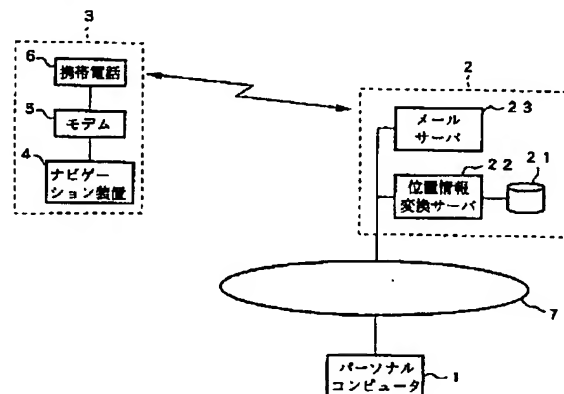 3
6
携帯電話
5
モデム
4
ナビゲー
ション装置
2
23
メール
サーバ
22
21
位置情報
変換サーバ
7
パーソナル
コンピュータ
1